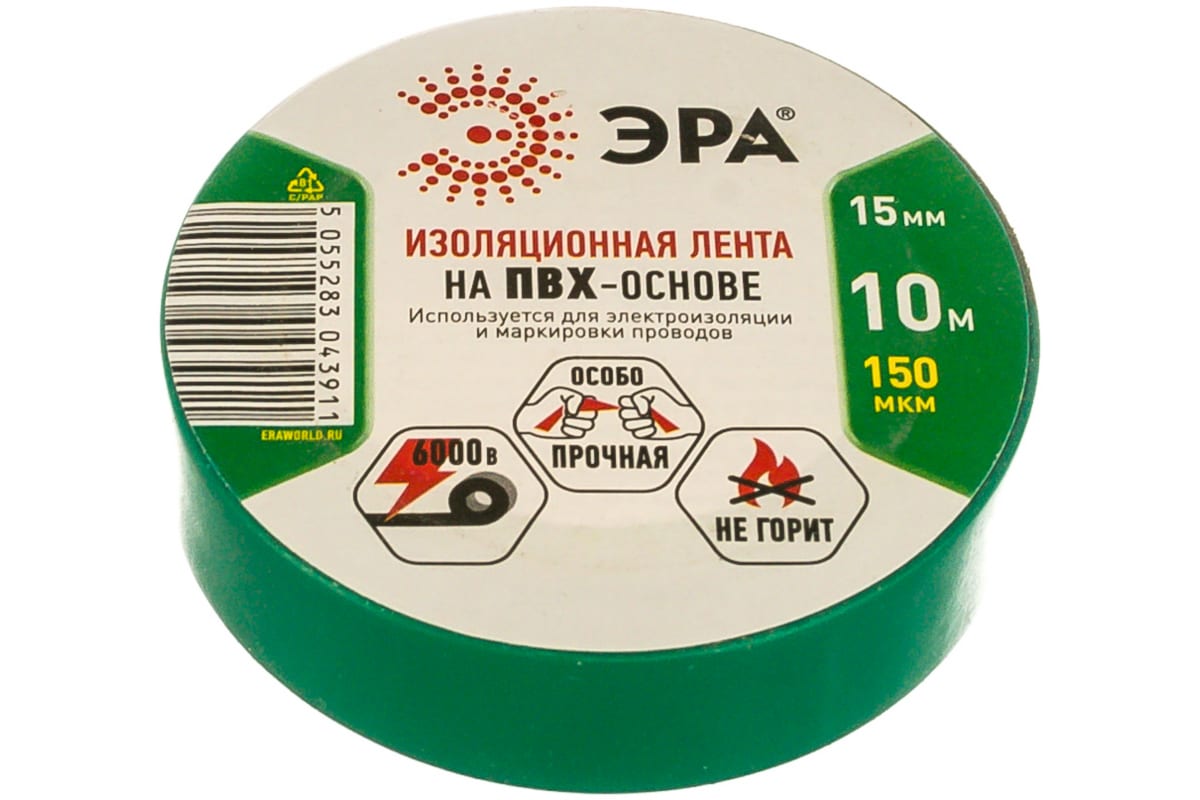 ЭРА®
ИЗОЛЯЦИОННАЯ ЛЕНТА
НА ПВХ-ОСНОВЕ
Используется для электроизоляции
и маркировки проводов
81
C/PAP
5 055283 043911
ERAWORLD.RU
15 мм
10 м
150
мкм
6000 В
ОСОБО
ПРОЧНАЯ
НЕ ГОРИТ